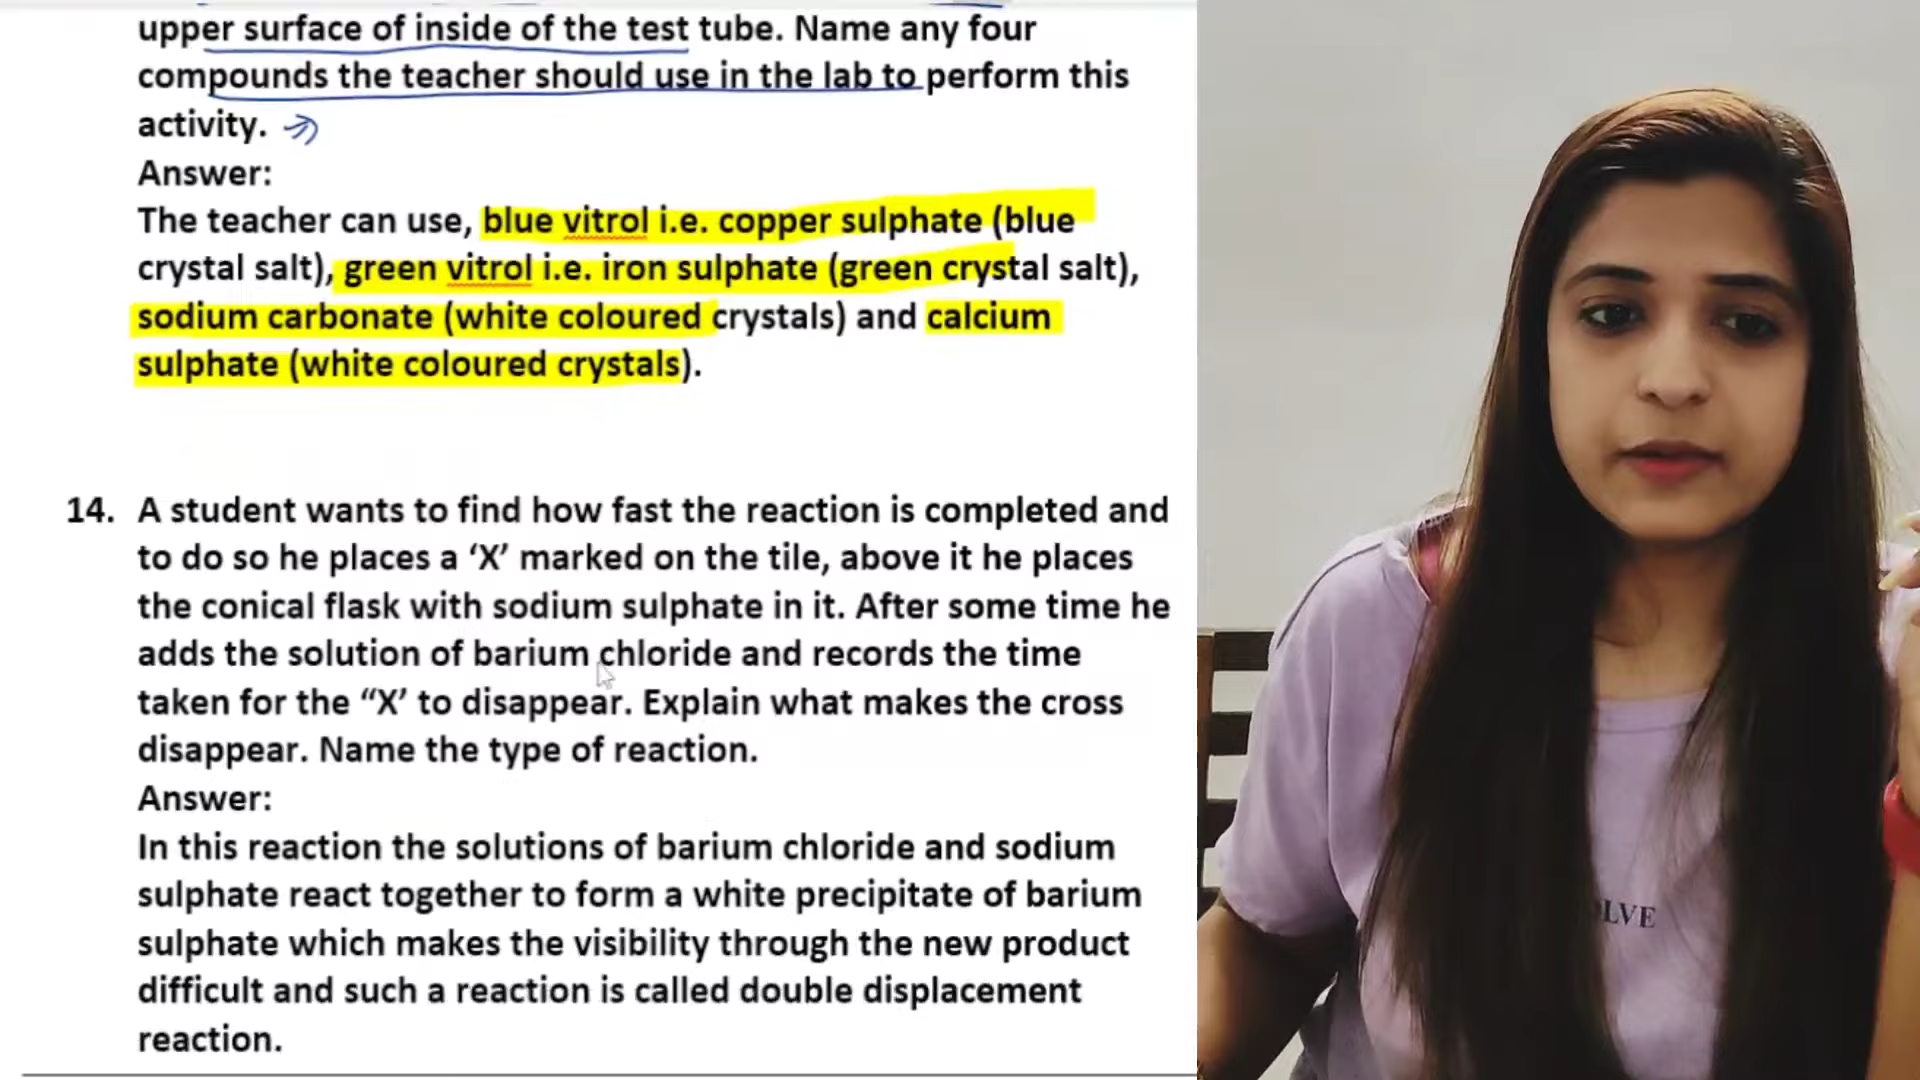 upper surface of inside of the test tube. Name any four
compounds the teacher should use in the lab to perform this
activity.
Answer:
The teacher can use, blue vitrol i.e. copper sulphate (blue
crystal salt), green vitrol i.e. iron sulphate (green crystal salt),
sodium carbonate (white coloured crystals) and calcium
sulphate (white coloured crystals).
14. A student wants to find how fast the reaction is completed and
to do so he places a ‘X’ marked on the tile, above it he places
the conical flask with sodium sulphate in it. After some time he
adds the solution of barium chloride and records the time
taken for the “X’ to disappear. Explain what makes the cross
disappear. Name the type of reaction.
Answer:
In this reaction the solutions of barium chloride and sodium
sulphate react together to form a white precipitate of barium
sulphate which makes the visibility through the new product
difficult and such a reaction is called double displacement
reaction.